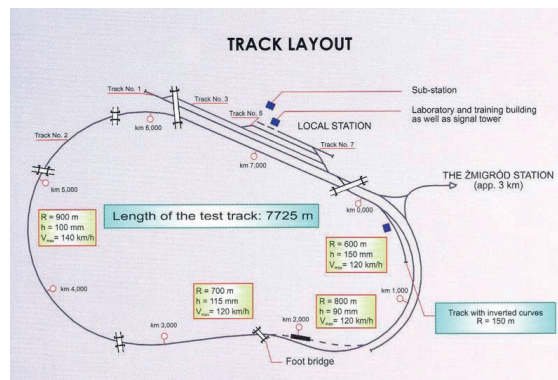 TRACK LAYOUT
Track No. 1
Track No. 3
Sub-station
Track No. 5
Laboratory and training building
as well as signal tower
LOCAL STATION
Track No. 2
km 6,000
Track No. 7
km 7,000
THE ŻMIGRÓD STATION
(app. 3 km)
km 5,000
km 0,000
R = 900 m
h = 100 mm
Vmax= 140 km/h
Length of the test track: 7725 m
R = 600 m
h = 150 mm
Vmax= 120 km/h
km 4,000
R = 700 m
h = 115 mm
Vmax= 120 km/h
km 1,000
R = 800 m
h = 90 mm
Vmax= 120 km/h
Track with inverted curves
R = 150 m
km 3,000
km 2,000
Foot bridge